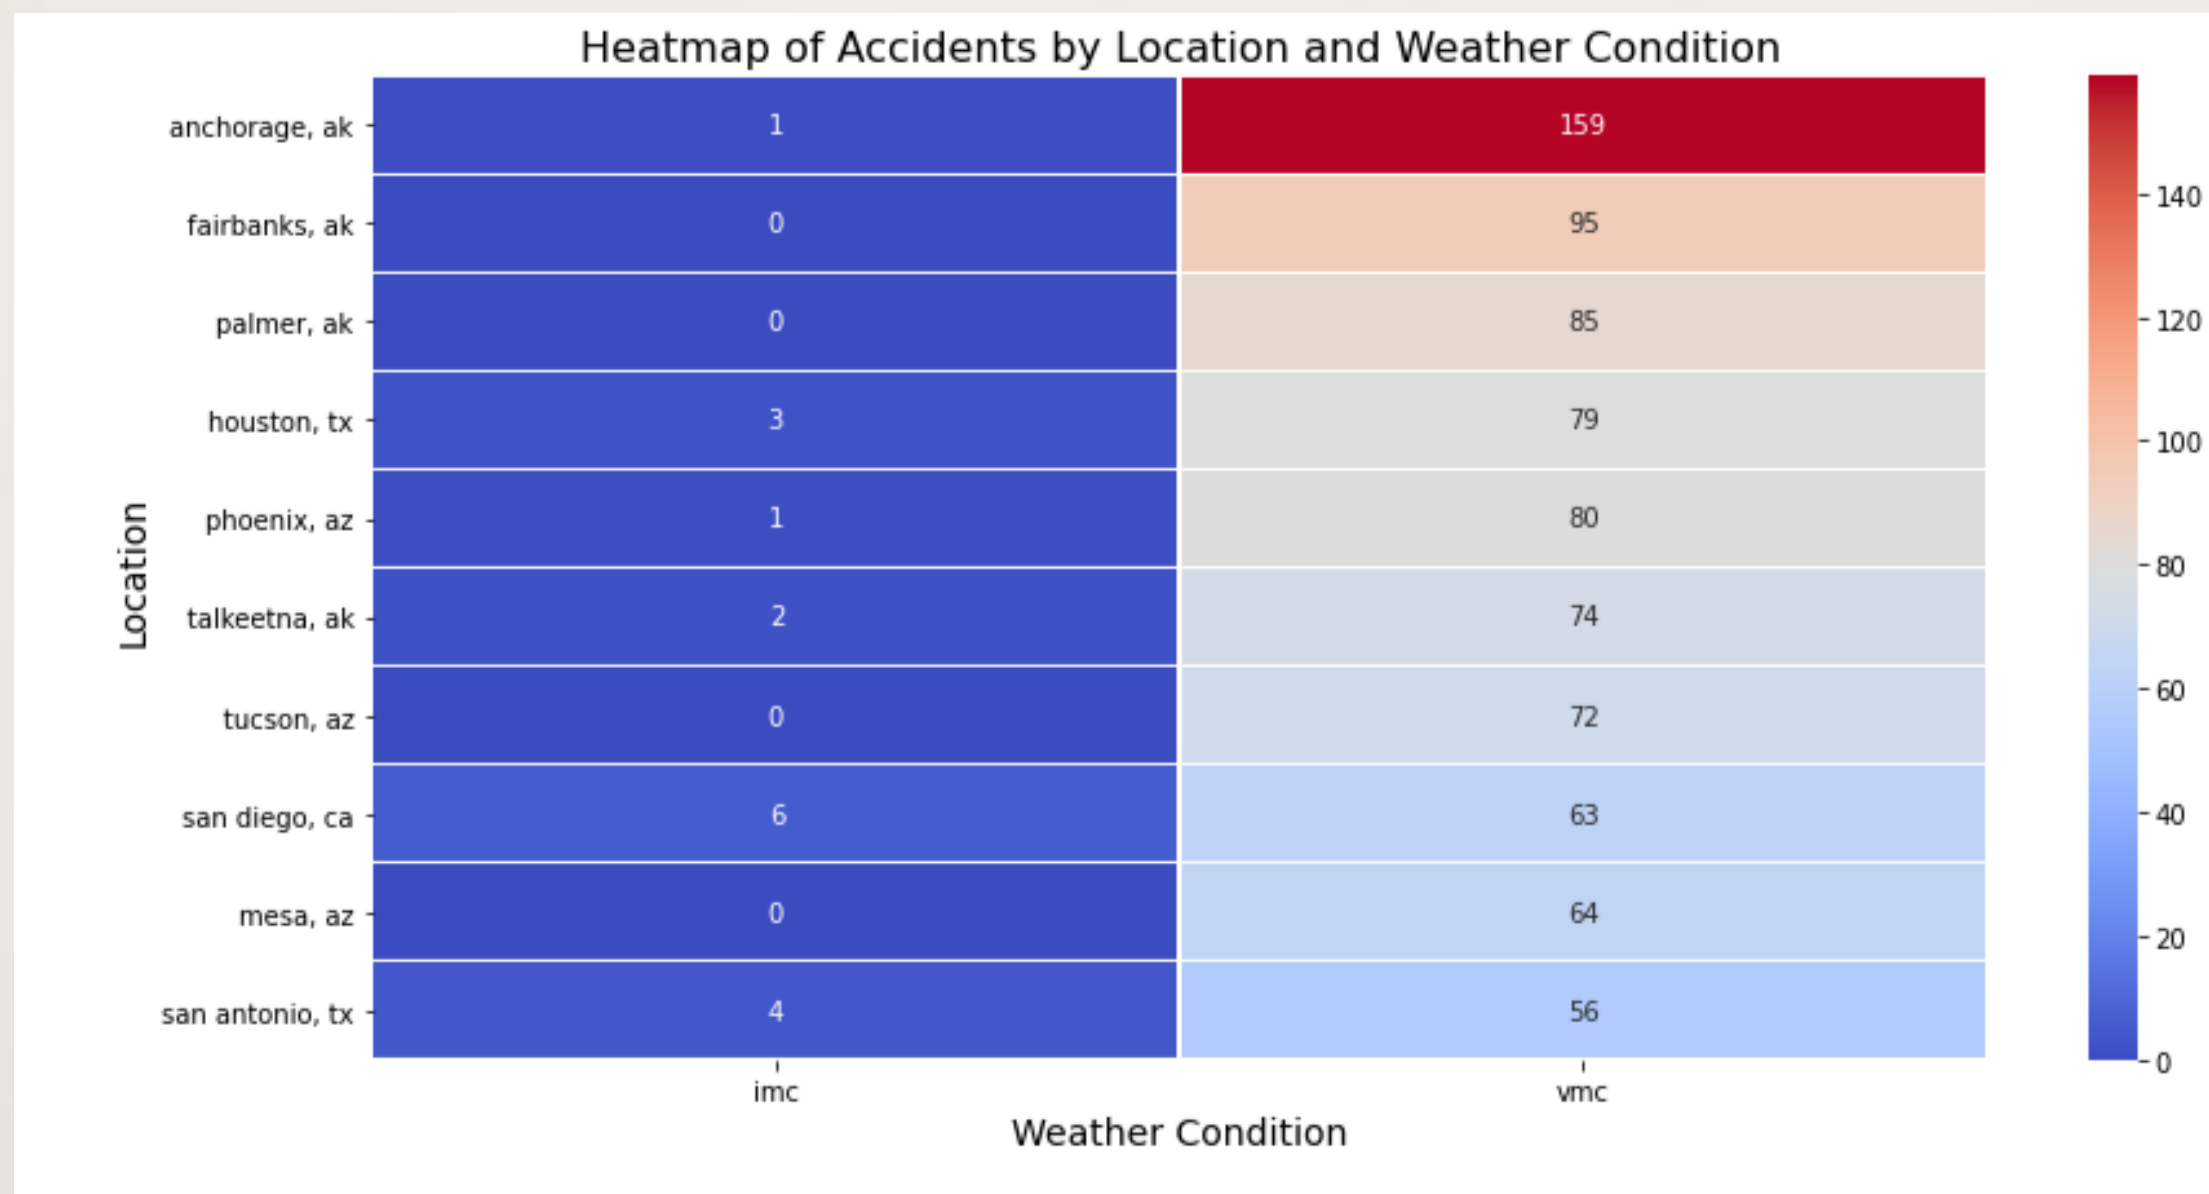 Heatmap of Accidents by Location and Weather Condition
anchorage, ak 1 159
fairbanks, ak 0 95
palmer, ak 0 85
houston, tx 3 79
phoenix, az 1 80
talkeetna, ak 2 74
tucson, az 0 72
san diego, ca 6 63
mesa, az 0 64
san antonio, tx 4 56
Location
imc vmc
Weather Condition
140
120
100
80
60
40
20
0